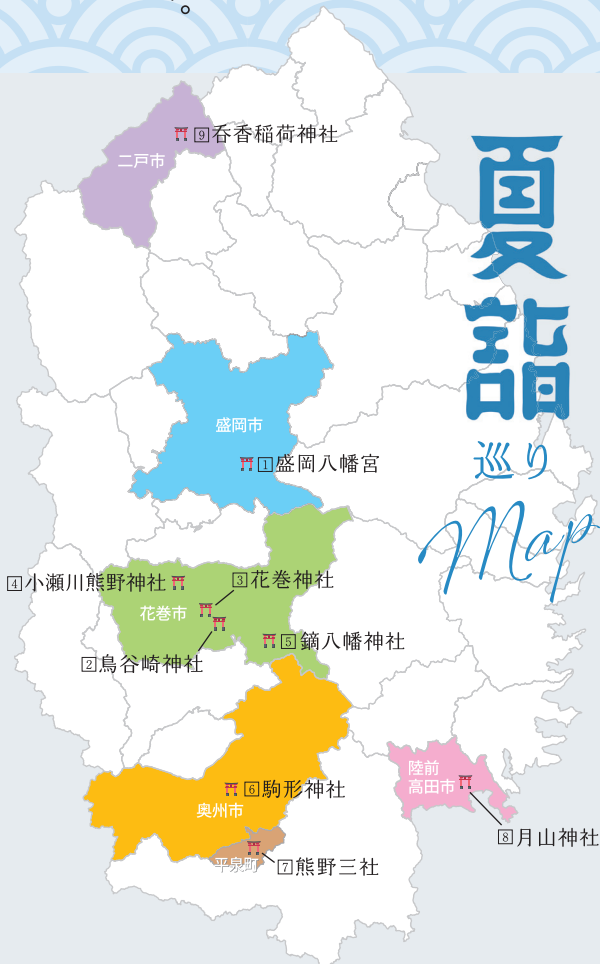 。
夏詣
巡り
Map
二戸市
⑨呑香稲荷神社
盛岡市
①盛岡八幡宮
④小瀬川熊野神社
③花巻神社
花巻市
②鳥谷崎神社
⑤鏑八幡神社
⑥駒形神社
奥州市
陸前
高田市
⑧月山神社
平泉町
⑦熊野三社